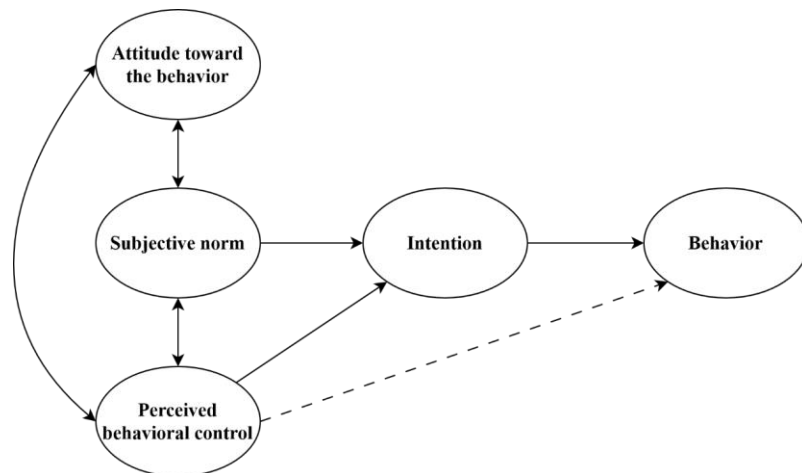 Attitude toward
the behavior
Subjective norm
Intention
Behavior
Perceived
behavioral control